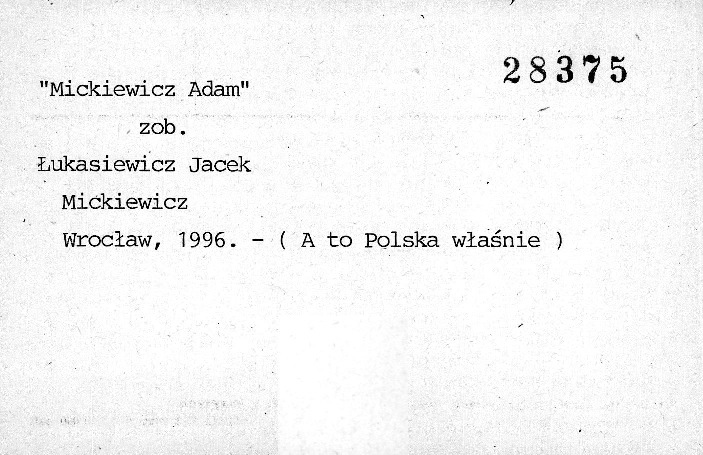 28375
"Mickiewicz Adam"
zob.
Łukasiewicz Jacek
Mickiewicz
Wrocław, 1996. - ( A to Polska właśnie )